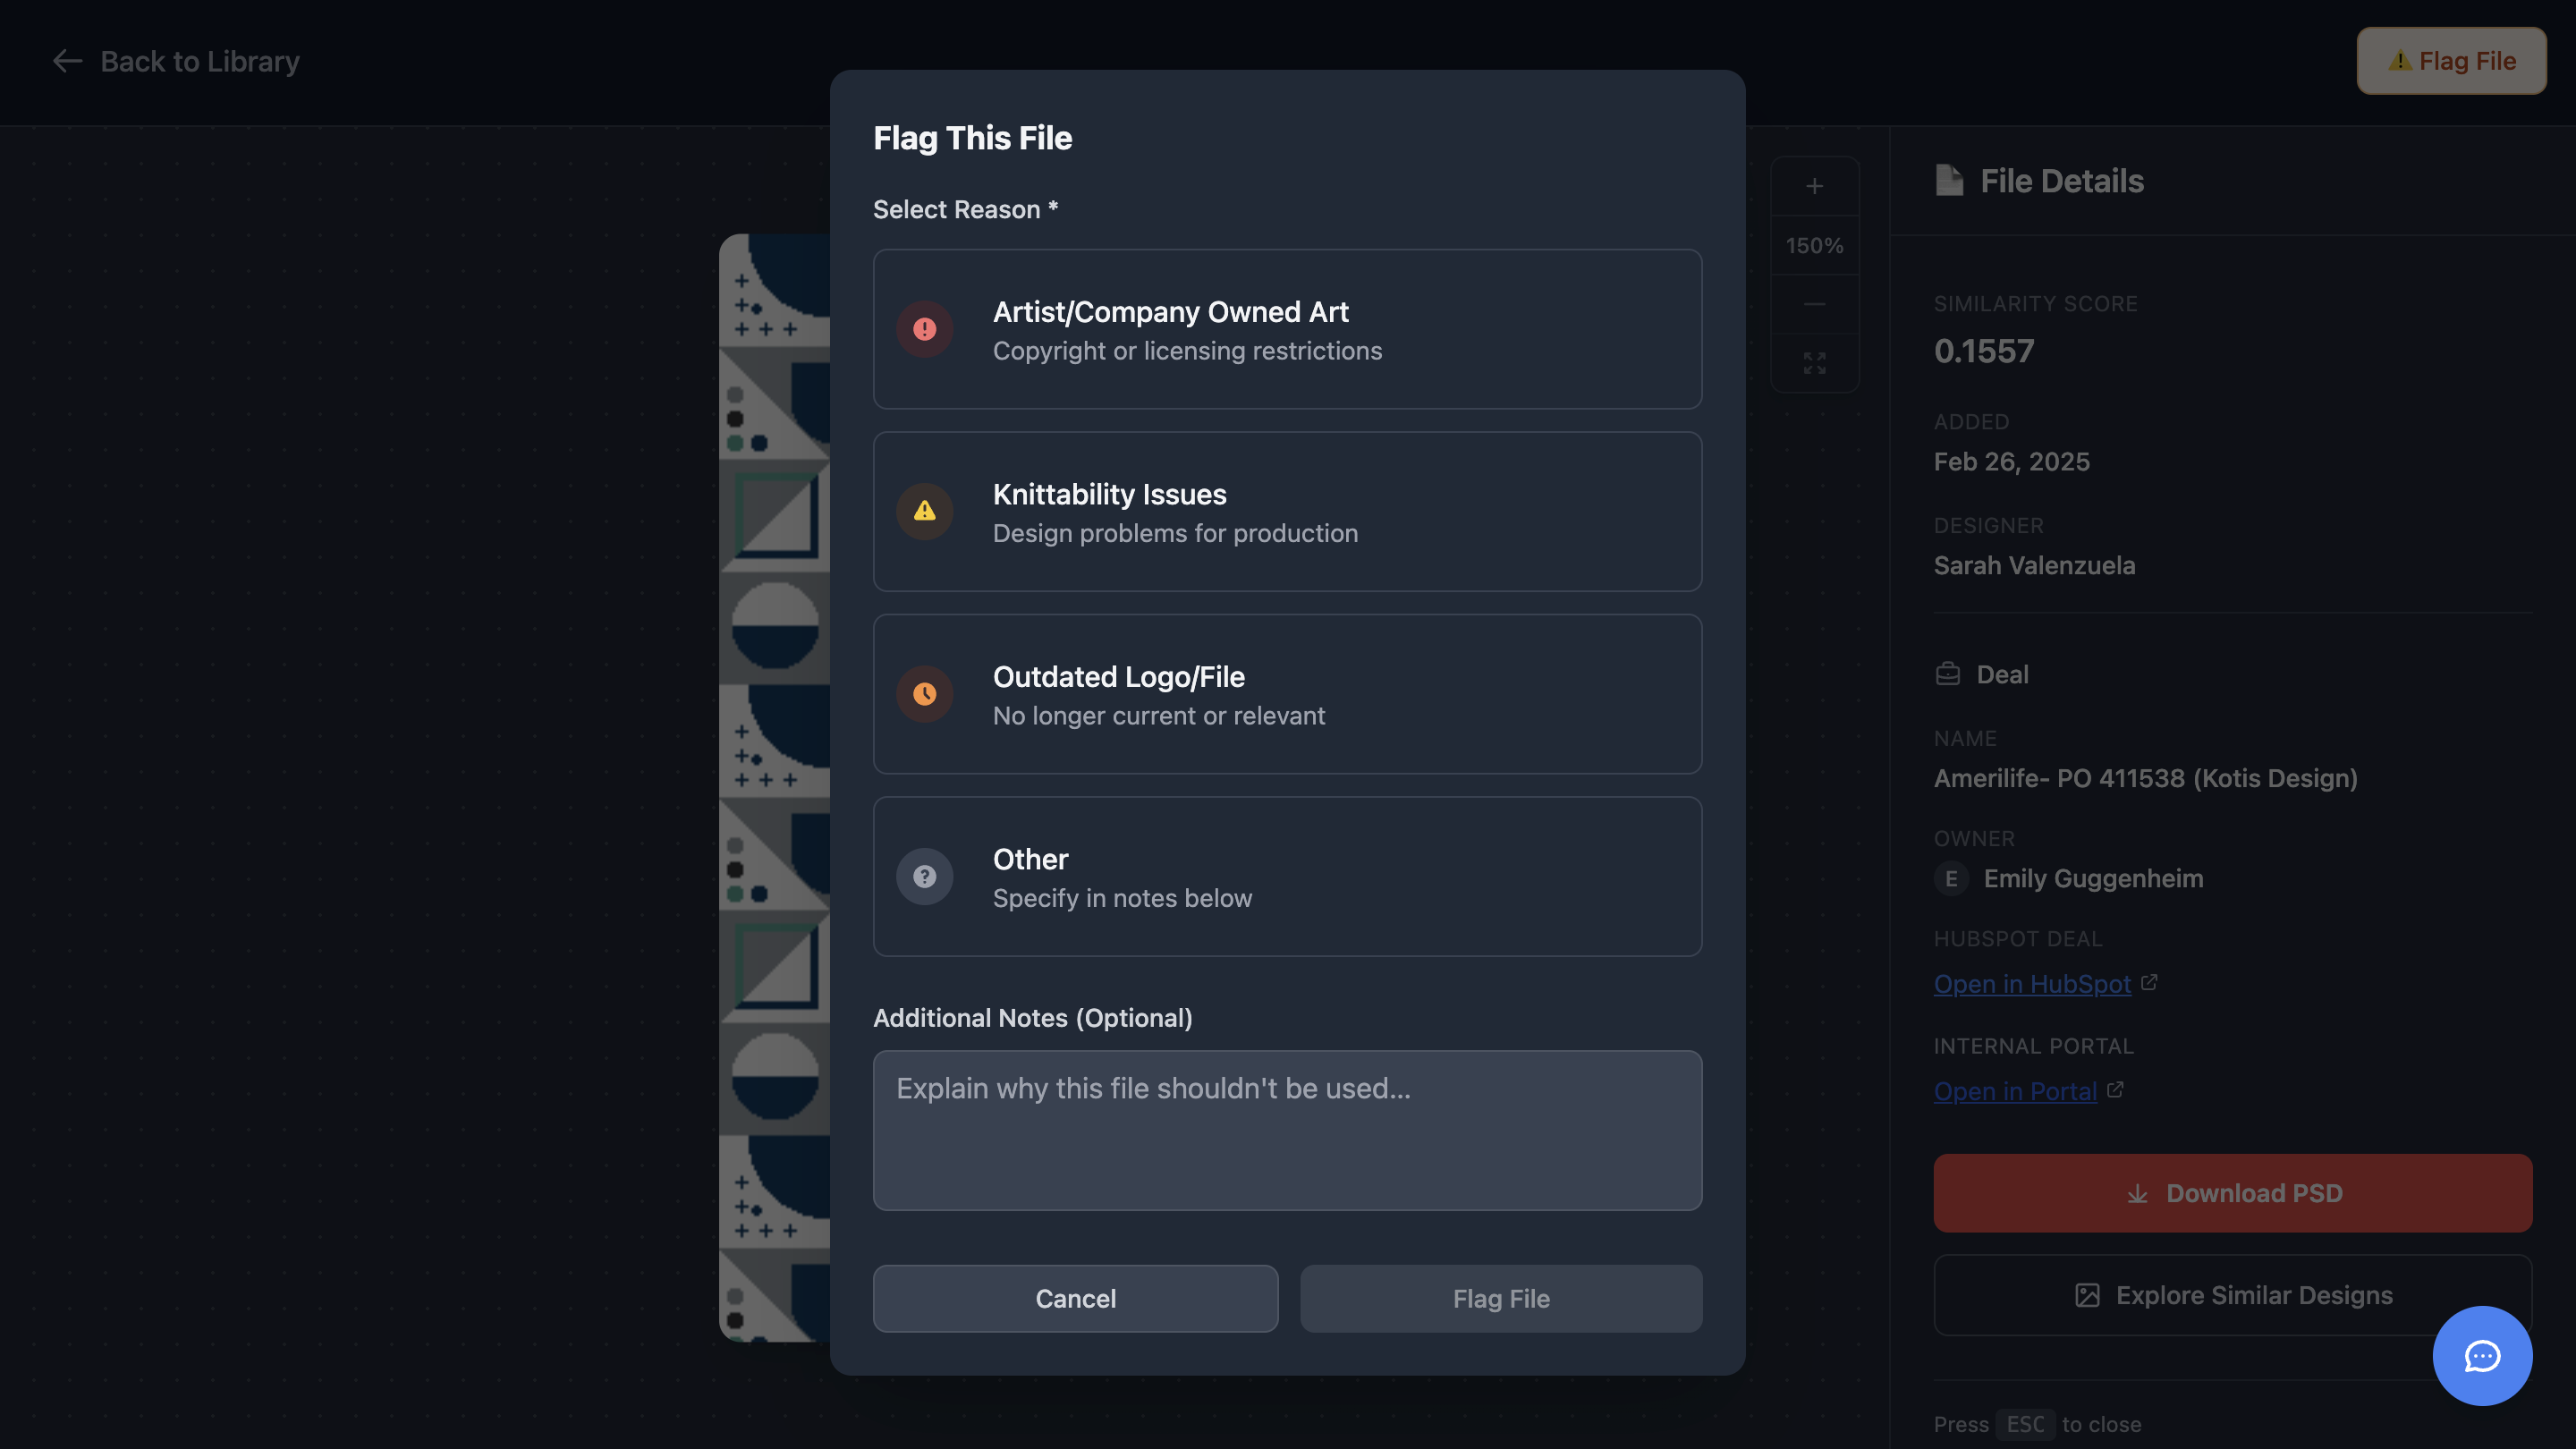 Back to Library
Flag File
Flag This File
Select Reason *
Artist/Company Owned Art
Copyright or licensing restrictions
Knittability Issues
Design problems for production
Outdated Logo/File
No longer current or relevant
Other
Specify in notes below
Additional Notes (Optional)
Explain why this file shouldn't be used...
Cancel
Flag File
150%
File Details
SIMILARITY SCORE
0.1557
ADDED
Feb 26, 2025
DESIGNER
Sarah Valenzuela
Deal
NAME
Amerilife- PO 411538 (Kotis Design)
OWNER
E Emily Guggenheim
HUBSPOT DEAL
Open in HubSpot
INTERNAL PORTAL
Open in Portal
Download PSD
Explore Similar Designs
Press ESC to close